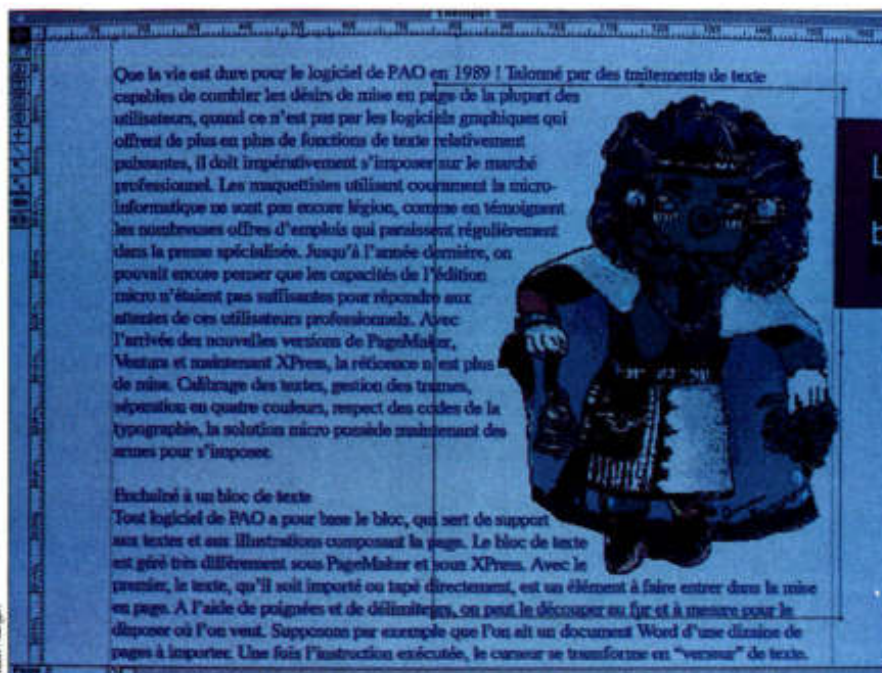 Que la vie est dure pour le logiciel de PAO en 1989 ! Talonné par des traitements de texte
capables de combler les désirs de mise en page de la plupart des
utilisateurs, quand ce n'est pas par les logiciels graphiques qui
offrent de plus en plus de fonctions de texte relativement
puissantes, il doit impérativement s'imposer sur le marché
professionnel. Les maquettistes utilisant courament la micro-
informatique ne sont pas encore légion, comme en témoignent
les nombreuses offres d'emplois qui paraissent régulièrement
dans la presse spécialisée. Jusqu'à l'année dernière, on
pouvait encore penser que les capacités de l'édition
micro n'étaient pas suffisantes pour répondre aux
attentes de ces utilisateurs professionnels. Avec
l'arrivée des nouvelles versions de PageMaker,
Ventura et maintenant XPress, la réticence n'est plus
de mise. Calibrage des textes, gestion des trames,
séparation en quatre couleurs, respect des codes de la
typographie, la solution micro possède maintenant des
armes pour s'imposer.
Enchaîné à un bloc de texte
Tout logiciel de PAO a pour base le bloc, qui sert de support
aux textes et aux illustrations composant la page. Le bloc de texte
est géré très différement sous PageMaker et sous XPress. Avec le
premier, le texte, qu'il soit importé ou tapé directement, est un élément à faire entrer dans la mise
en page. A l'aide de poignées et de délimiteurs, on peut le découper au fur et à mesure pour le
disposer où l'on veut. Supposons par exemple que l'on ait un document Word d'une dizaine de
pages à importer. Une fois l'instruction exécutée, le curseur se transforme en "verseur" de texte.
L
b